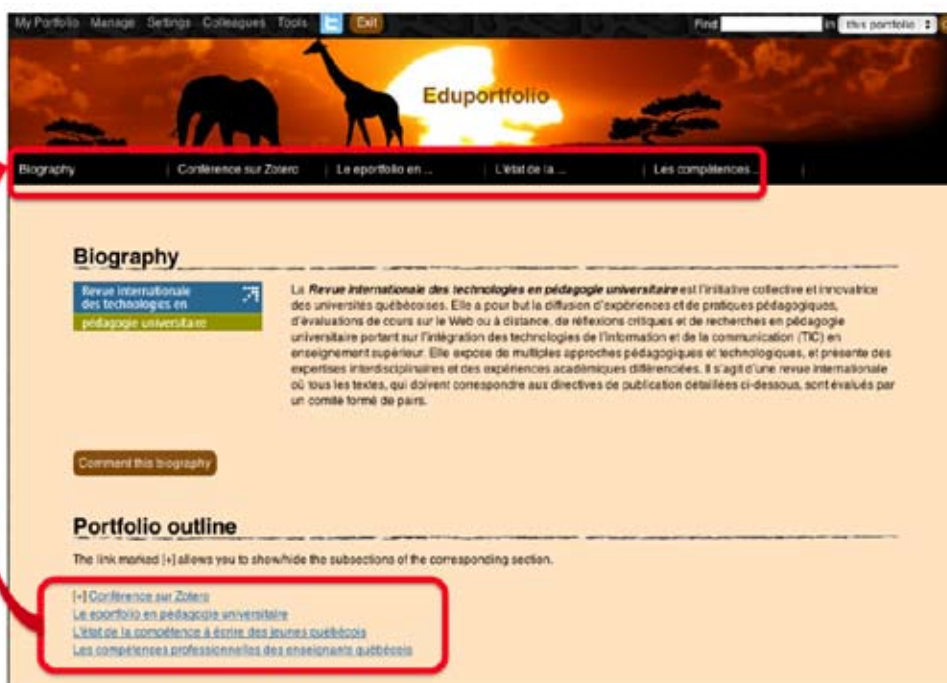 My Portfolio Manage Settings Colleagues Tools Exit Find in this portfolio
Eduportfolio
Biography Conférence sur Zotero Le eportfolio en ... L'état de la ... Les compétences...
Biography
Revue internationale
des technologies en
pédagogie universitaire
La Revue internationale des technologies en pédagogie universitaire est l'initiative collective et innovatrice
des universités québécoises. Elle a pour but la diffusion d'expériences et de pratiques pédagogiques,
d'évaluations de cours sur le Web ou à distance, de réflexions critiques et de recherches en pédagogie
universitaire portant sur l'intégration des technologies de l'information et de la communication (TIC) en
enseignement supérieur. Elle expose de multiples approches pédagogiques et technologiques, et présente des
expertises interdisciplinaires et des expériences académiques différenciées. Il s'agit d'une revue internationale
où tous les textes, qui doivent correspondre aux directives de publication détaillées ci-dessous, sont évalués par
un comité formé de pairs.
Comment this biography
Portfolio outline
The link marked [+] allows you to show/hide the subsections of the corresponding section.
[+] Conférence sur Zotero
Le eportfolio en pédagogie universitaire
L'état de la compétence à écrire des jeunes québécois
Les compétenses professionnelles des enseignants québécois